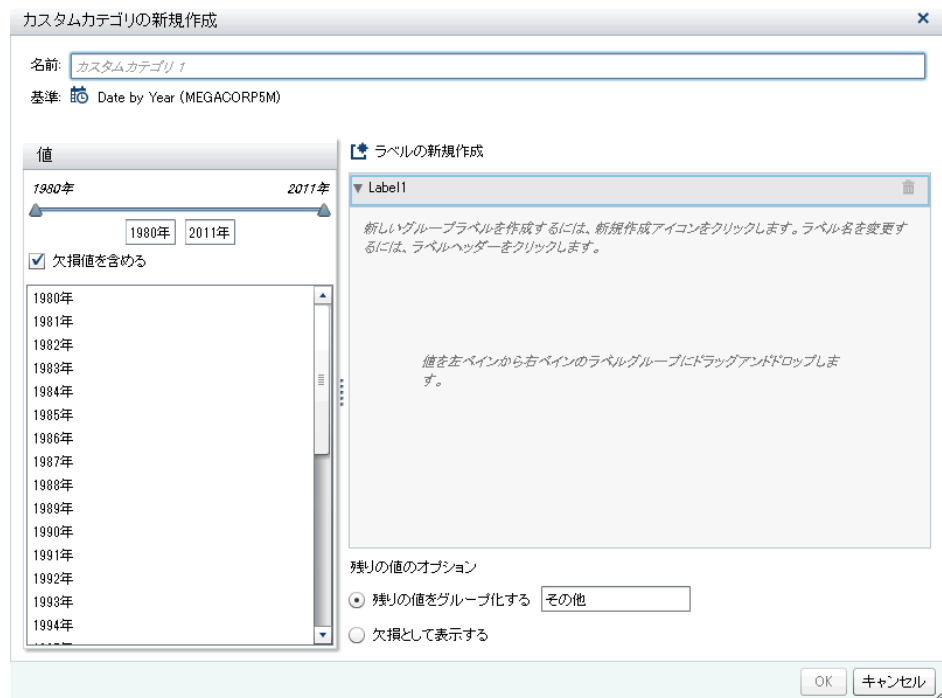 カスタムカテゴリの新規作成
名前: カスタムカテゴリ 1
基準: Date by Year (MEGACORP5M)
値
1980年 2011年
1980年 2011年
欠損値を含める
1980年
1981年
1982年
1983年
1984年
1985年
1986年
1987年
1988年
1989年
1990年
1991年
1992年
1993年
1994年
ラベルの新規作成
Label1
新しいグループラベルを作成するには、新規作成アイコンをクリックします。ラベル名を変更す
るには、ラベルヘッダーをクリックします。
値を左ペインから右ペインのラベルグループにドラッグアンドドロップしま
す。
残りの値のオプション
残りの値をグループ化する その他
欠損として表示する
OK キャンセル